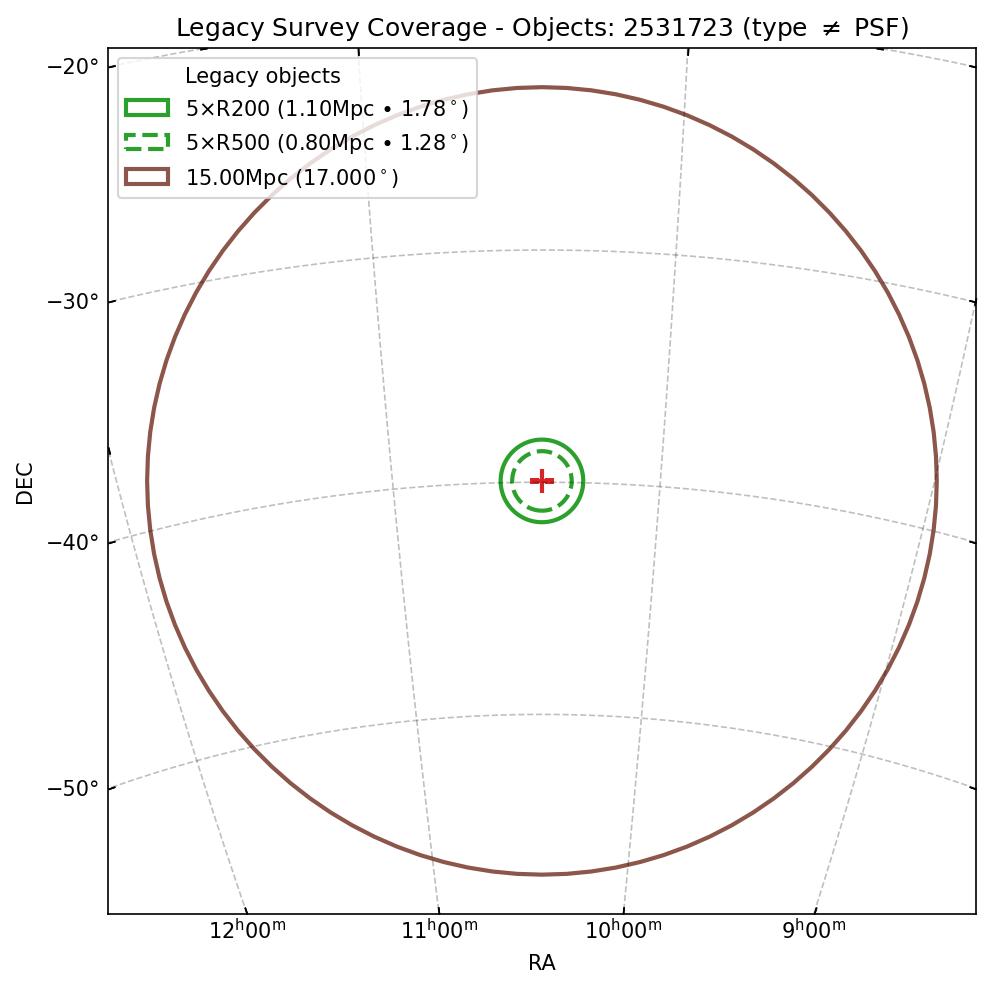 Legacy Survey Coverage - Objects: 2531723 (type ≠ PSF)
Legacy objects
5×R200 (1.10Mpc • 1.78°)
5×R500 (0.80Mpc • 1.28°)
15.00Mpc (17.000°)
−20°
−30°
−40°
−50°
DEC
12ʰ00ᵐ 11ʰ00ᵐ 10ʰ00ᵐ 9ʰ00ᵐ
RA